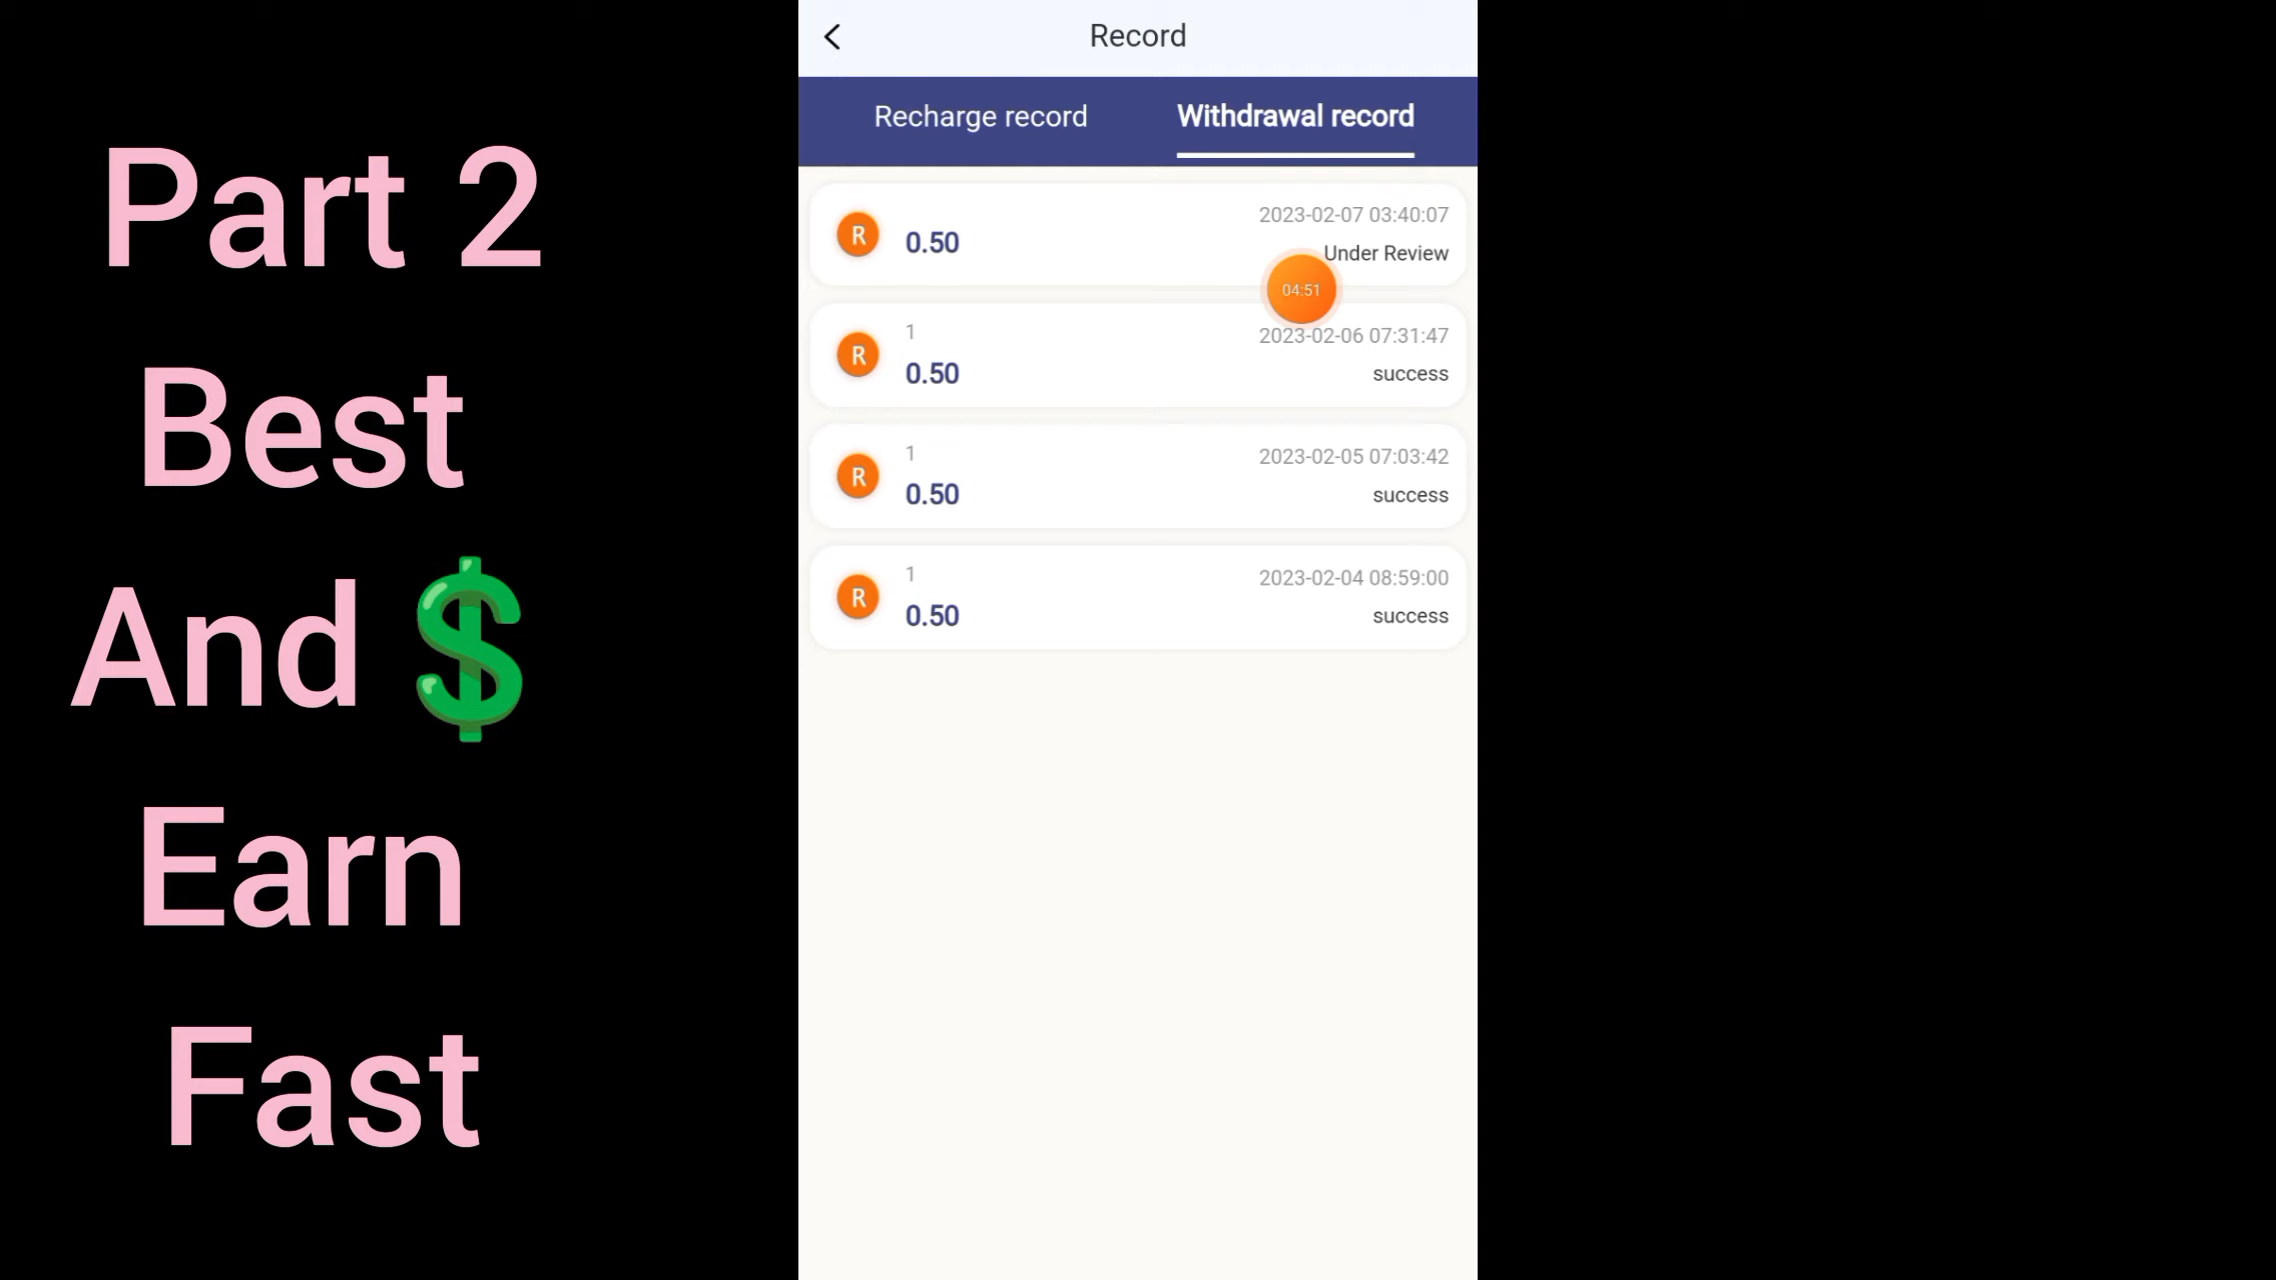 Part 2
Best
And 💲
Earn
Fast
Record
Recharge record
Withdrawal record
R
0.50
2023-02-07 03:40:07
Under Review
04:51
R
1
0.50
2023-02-06 07:31:47
success
R
1
0.50
2023-02-05 07:03:42
success
R
1
0.50
2023-02-04 08:59:00
success